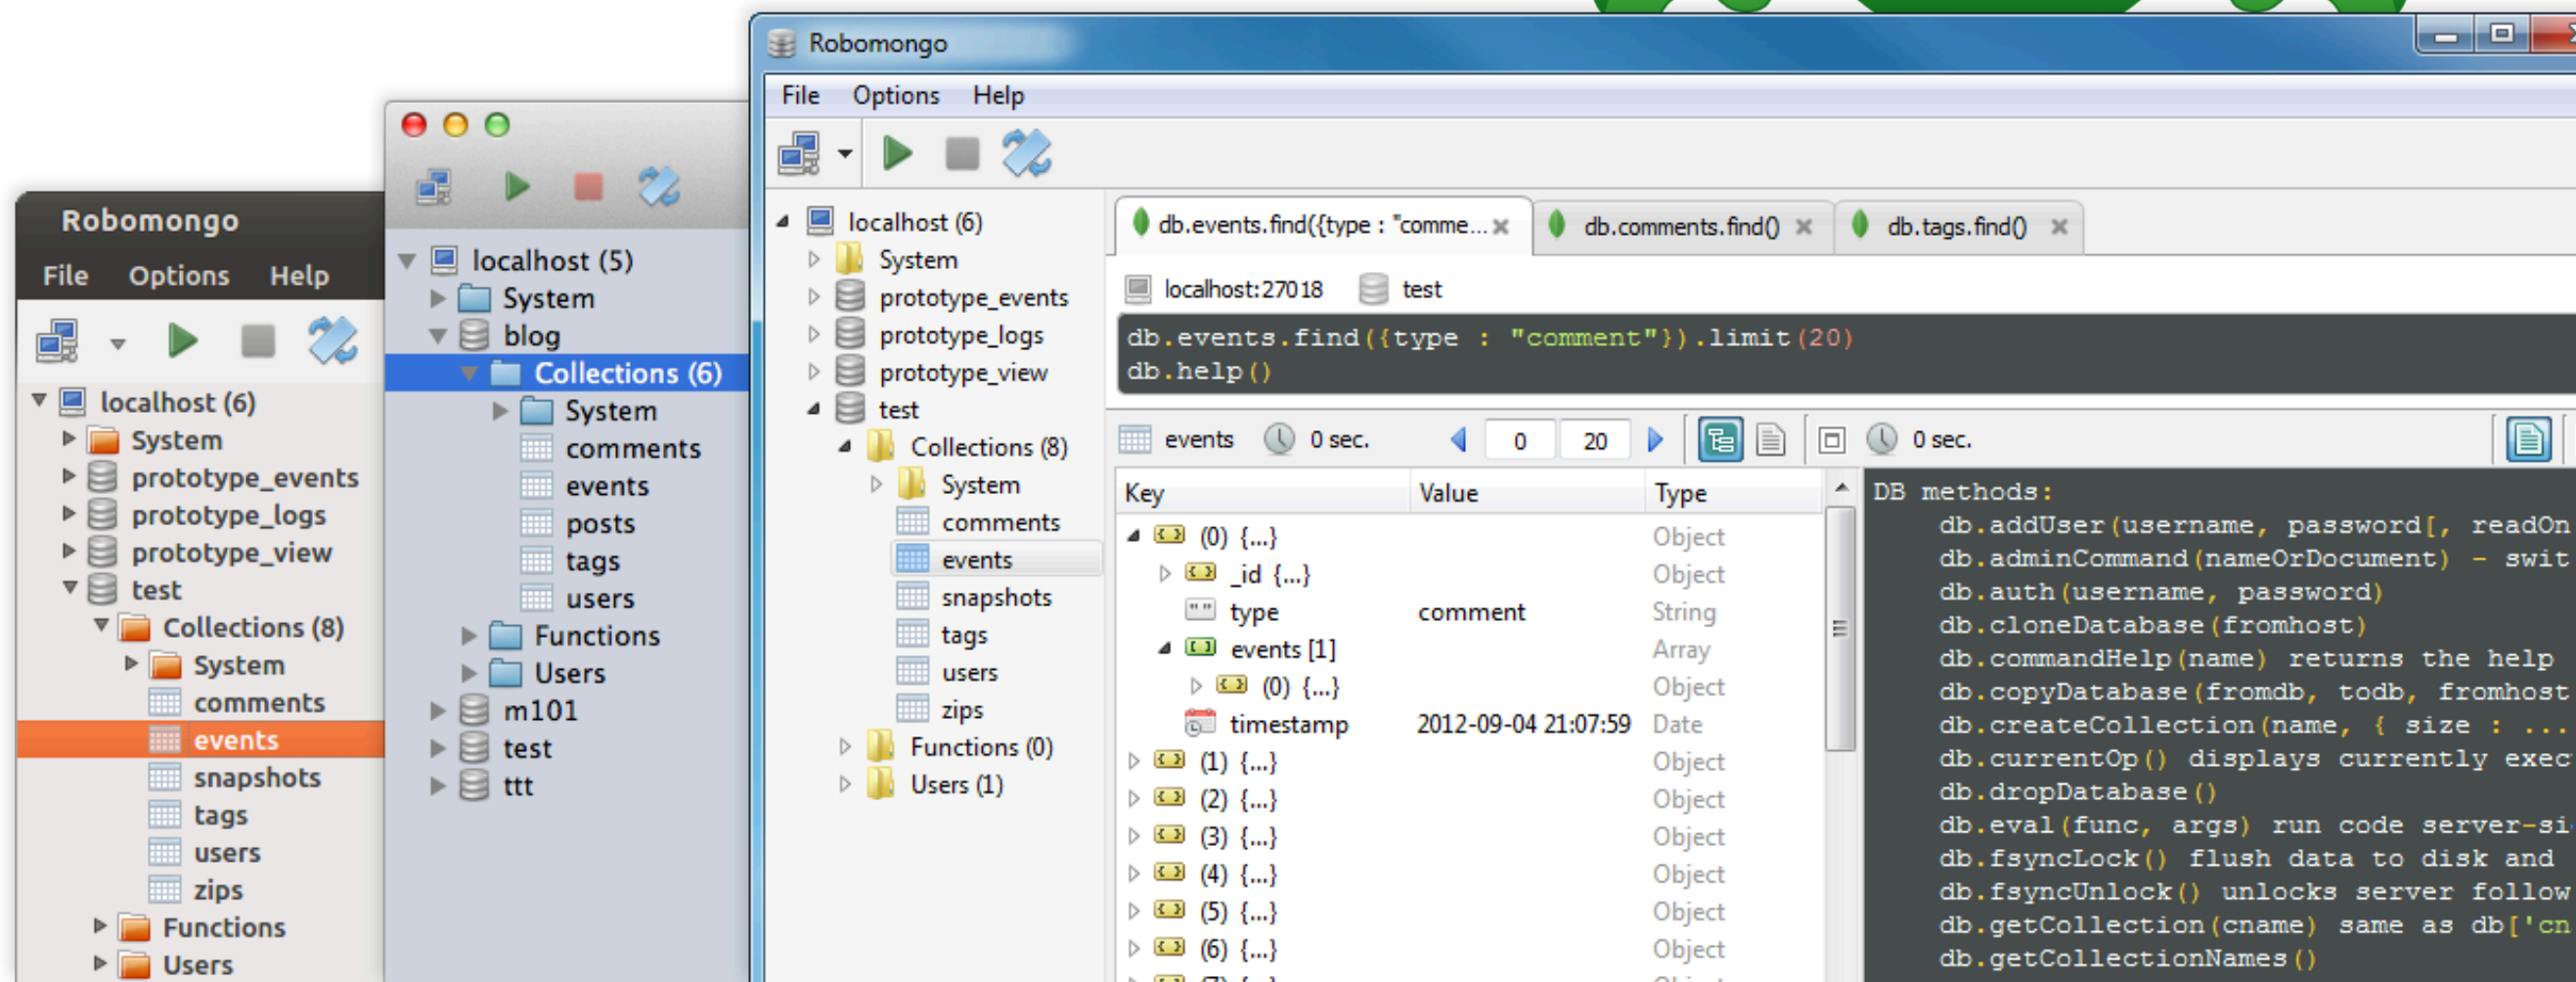 Robomongo
File Options Help
localhost (6)
System
prototype_events
prototype_logs
prototype_view
test
Collections (8)
System
comments
events
snapshots
tags
users
zips
Functions
Users
localhost (5)
System
blog
Collections (6)
System
comments
events
posts
tags
users
Functions
Users
m101
test
ttt
Robomongo
File Options Help
localhost (6)
System
prototype_events
prototype_logs
prototype_view
test
Collections (8)
System
comments
events
snapshots
tags
users
zips
Functions (0)
Users (1)
db.events.find({type : "comme... db.comments.find() db.tags.find()
localhost:27018 test
db.events.find({type : "comment"}).limit(20)
db.help()
events 0 sec. 0 20 0 sec.
Key Value Type
(0) {...} Object
_id {...} Object
type comment String
events [1] Array
(0) {...} Object
timestamp 2012-09-04 21:07:59 Date
(1) {...} Object
(2) {...} Object
(3) {...} Object
(4) {...} Object
(5) {...} Object
(6) {...} Object
DB methods:
db.addUser(username, password[, readOn
db.adminCommand(nameOrDocument) - swit
db.auth(username, password)
db.cloneDatabase(fromhost)
db.commandHelp(name) returns the help
db.copyDatabase(fromdb, todb, fromhost
db.createCollection(name, { size : ...
db.currentOp() displays currently exec
db.dropDatabase()
db.eval(func, args) run code server-si
db.fsyncLock() flush data to disk and
db.fsyncUnlock() unlocks server follow
db.getCollection(cname) same as db['cn
db.getCollectionNames()